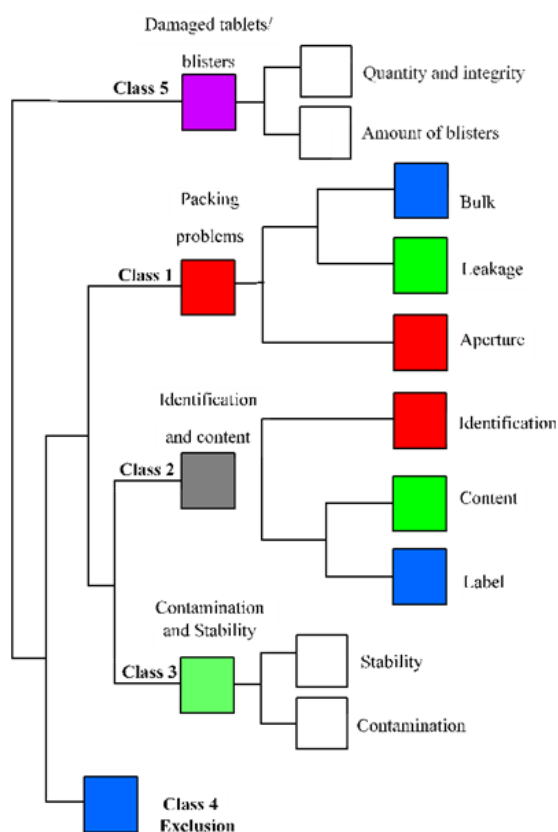 Damaged tablets/
blisters
Class 5
Quantity and integrity
Amount of blisters
Packing
problems
Class 1
Bulk
Leakage
Aperture
Identification
and content
Class 2
Identification
Content
Label
Contamination
and Stability
Class 3
Stability
Contamination
Class 4
Exclusion